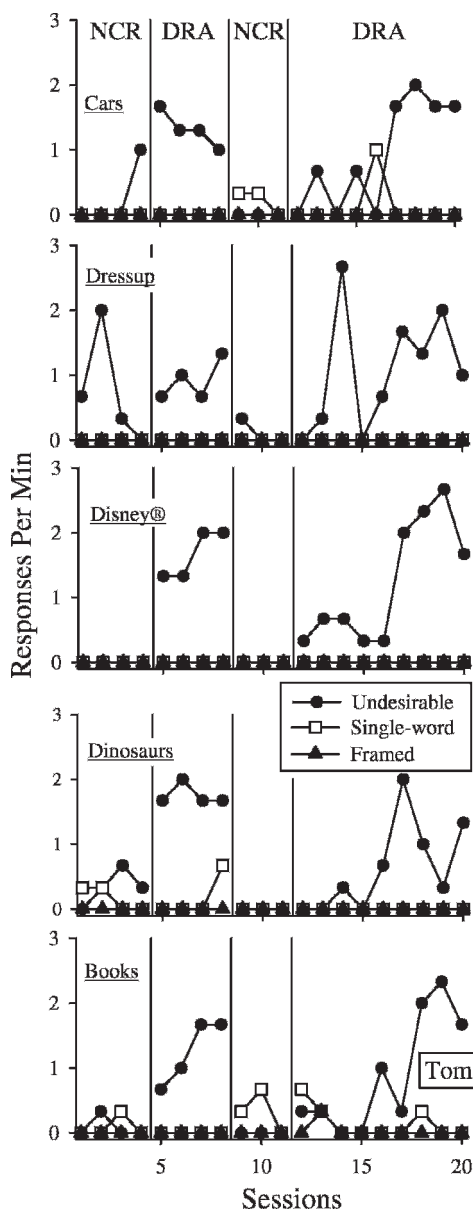 NCR DRA NCR DRA
3
2
Cars
1
0
3
Dressup
2
1
0
Responses Per Min
3
Disney®
2
1
0
Undesirable
Single-word
Framed
3
Dinosaurs
2
1
0
3
Books
2
1
Tom
0
5 10 15 20
Sessions